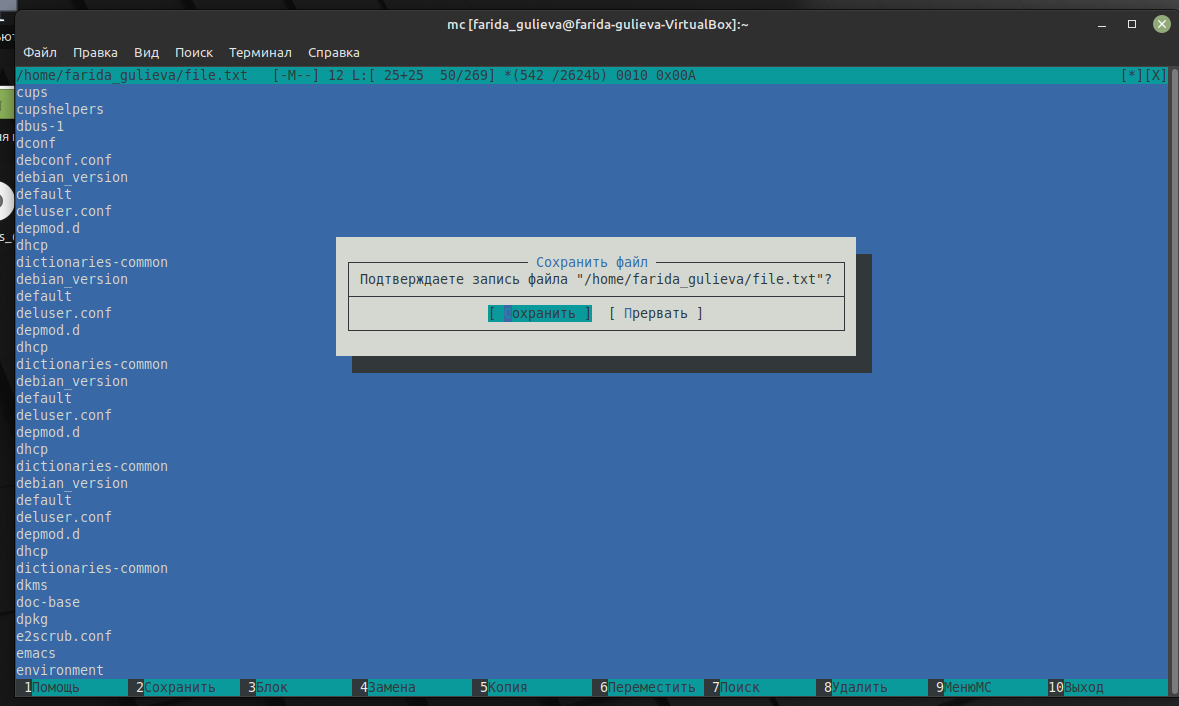 mc [farida_gulieva@farida-gulieva-VirtualBox]:~
Файл Правка Вид Поиск Терминал Справка
/home/farida_gulieva/file.txt [-M--] 12 L:[ 25+25 50/269] *(542 /2624b) 0010 0x00A [*][X]
cups
cupshelpers
dbus-1
dconf
debconf.conf
debian_version
default
deluser.conf
depmod.d
dhcp
dictionaries-common
debian_version
default
deluser.conf
depmod.d
dhcp
dictionaries-common
debian_version
default
deluser.conf
depmod.d
dhcp
dictionaries-common
debian_version
default
deluser.conf
depmod.d
dhcp
dictionaries-common
dkms
doc-base
dpkg
e2scrub.conf
emacs
environment
Сохранить файл
Подтверждаете запись файла "/home/farida_gulieva/file.txt"?
[ Сохранить ] [ Прервать ]
1Помощь 2Сохранить 3Блок 4Замена 5Копия 6Переместить 7Поиск 8Удалить 9МенюMC 10Выход